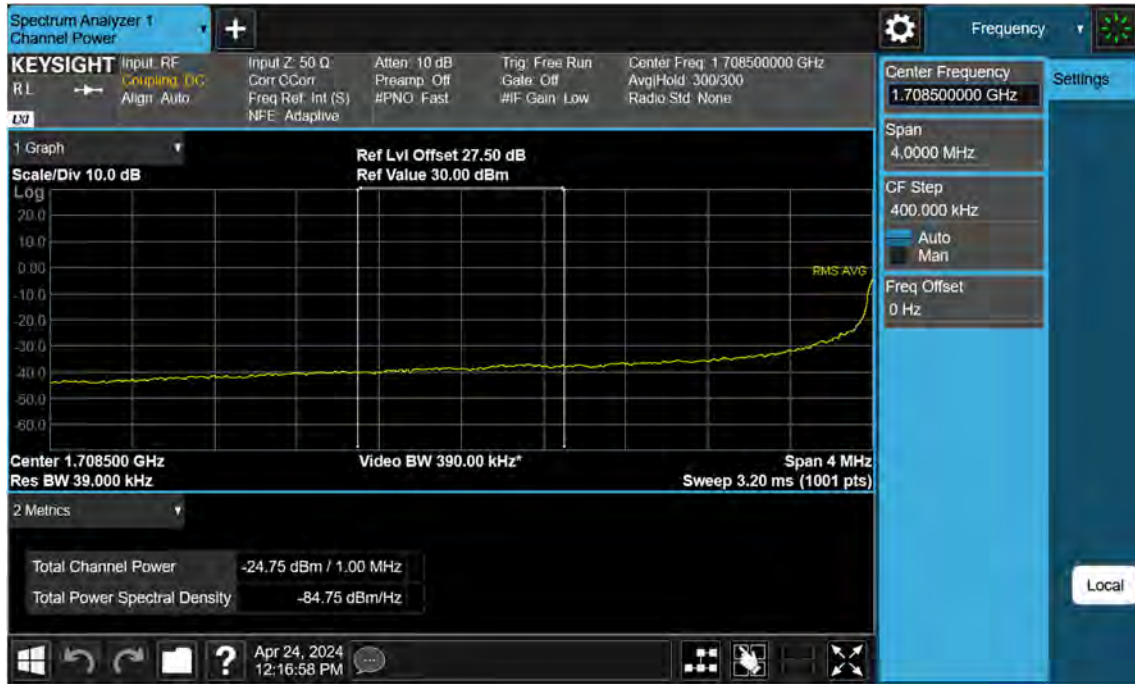 Spectrum Analyzer 1
Channel Power
+
Frequency
KEYSIGHT
RL
LXI
Input: RF
Coupling: DC
Align: Auto
Input Z: 50 Ω
Corr CCorr
Freq Ref: Int (S)
NFE: Adaptive
Atten: 10 dB
Preamp: Off
#PNO: Fast
Trig: Free Run
Gate: Off
#IF Gain: Low
Center Freq: 1.708500000 GHz
Avg|Hold: 300/300
Radio Std: None
1 Graph
Scale/Div 10.0 dB
Ref Lvl Offset 27.50 dB
Ref Value 30.00 dBm
Log
20.0
10.0
0.00
-10.0
-20.0
-30.0
-40.0
-50.0
-60.0
RMS AVG
Center 1.708500 GHz
Res BW 39.000 kHz
Video BW 390.00 kHz*
Span 4 MHz
Sweep 3.20 ms (1001 pts)
2 Metrics
Total Channel Power -24.75 dBm / 1.00 MHz
Total Power Spectral Density -84.75 dBm/Hz
?
Apr 24, 2024
12:16:58 PM
Center Frequency
1.708500000 GHz
Span
4.0000 MHz
CF Step
400.000 kHz
Auto
Man
Freq Offset
0 Hz
Settings
Local